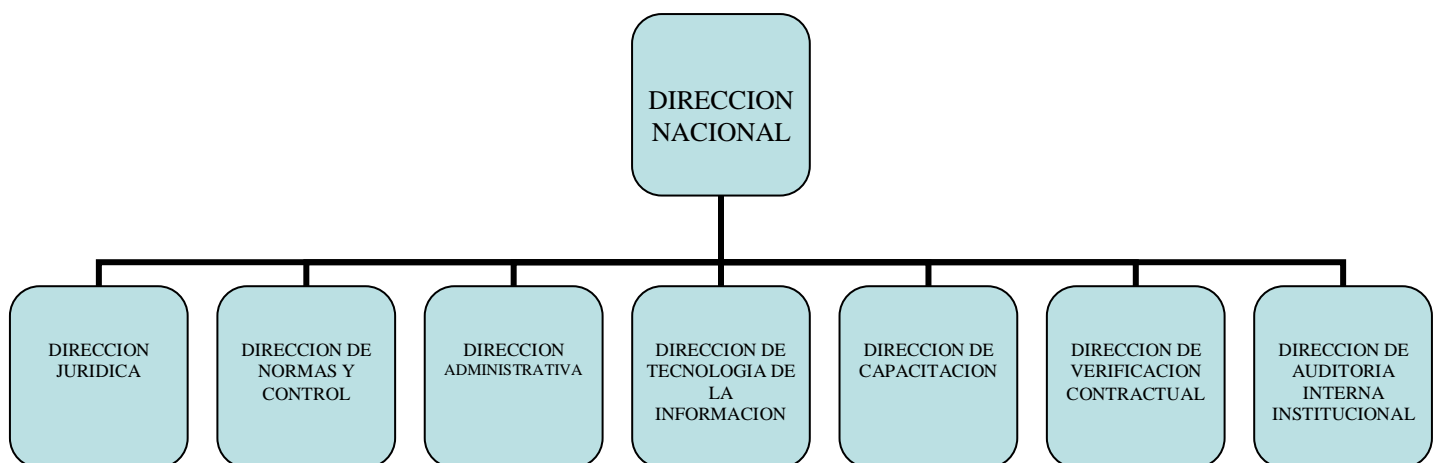 DIRECCION
NACIONAL
DIRECCION
JURIDICA
DIRECCION DE
NORMAS Y
CONTROL
DIRECCION
ADMINISTRATIVA
DIRECCION DE
TECNOLOGIA DE
LA
INFORMACION
DIRECCION DE
CAPACITACION
DIRECCION DE
VERIFICACION
CONTRACTUAL
DIRECCION DE
AUDITORIA
INTERNA
INSTITUCIONAL